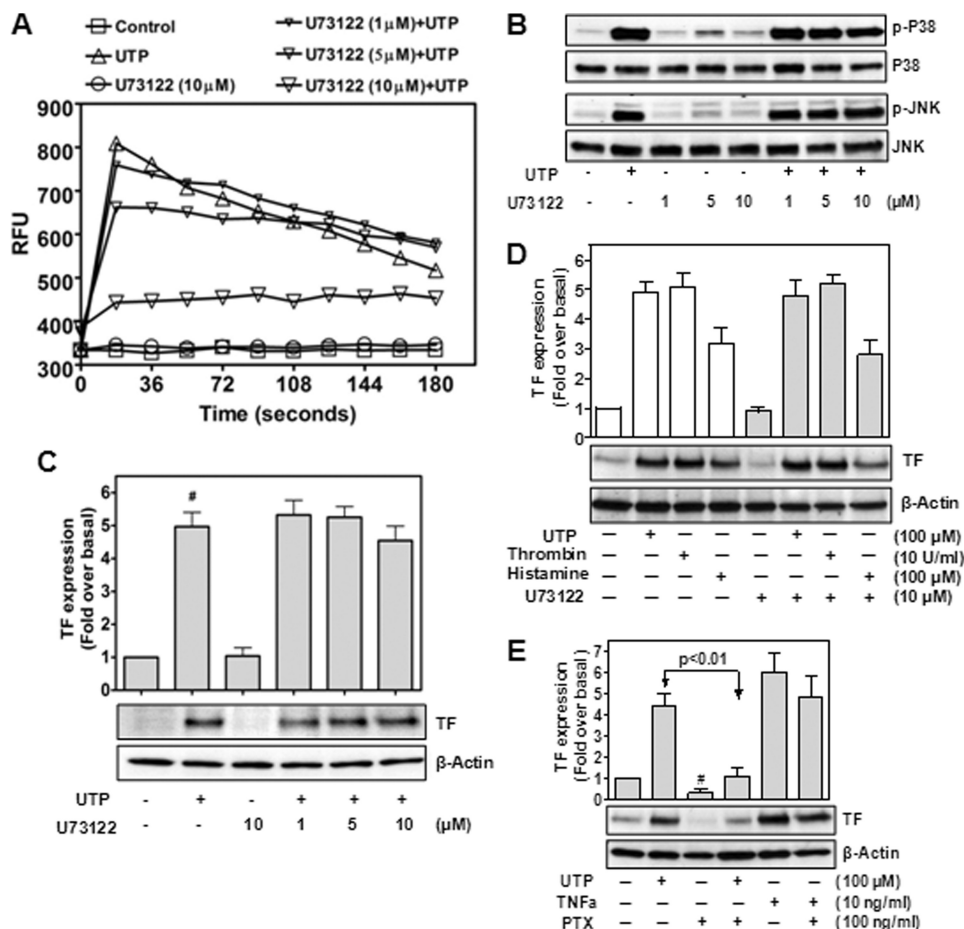 A
Control
UTP
U73122 (10µM)
U73122 (1µM)+UTP
U73122 (5µM)+UTP
U73122 (10µM)+UTP
900
800
700
600
500
400
300
RFU
0 36 72 108 144 180
Time (seconds)
B
p-P38
P38
p-JNK
JNK
UTP - + - - - + + +
U73122 - - 1 5 10 1 5 10 (µM)
C
TF expression
(Fold over basal)
6
5
4
3
2
1
0
#
TF
β-Actin
UTP - + - + + +
U73122 - - 10 1 5 10 (µM)
D
TF expression
(Fold over basal)
6
5
4
3
2
1
0
TF
β-Actin
UTP − + − − − + − − (100 µM)
Thrombin − − + − − − + − (10 U/ml)
Histamine − − − + − − − + (100 µM)
U73122 − − − − + + + + (10 µM)
E
TF expression
(Fold over basal)
7
6
5
4
3
2
1
0
p<0.01
#
TF
β-Actin
UTP − + − + − − (100 µM)
TNFa − − − − + + (10 ng/ml)
PTX − − + + − + (100 ng/ml)